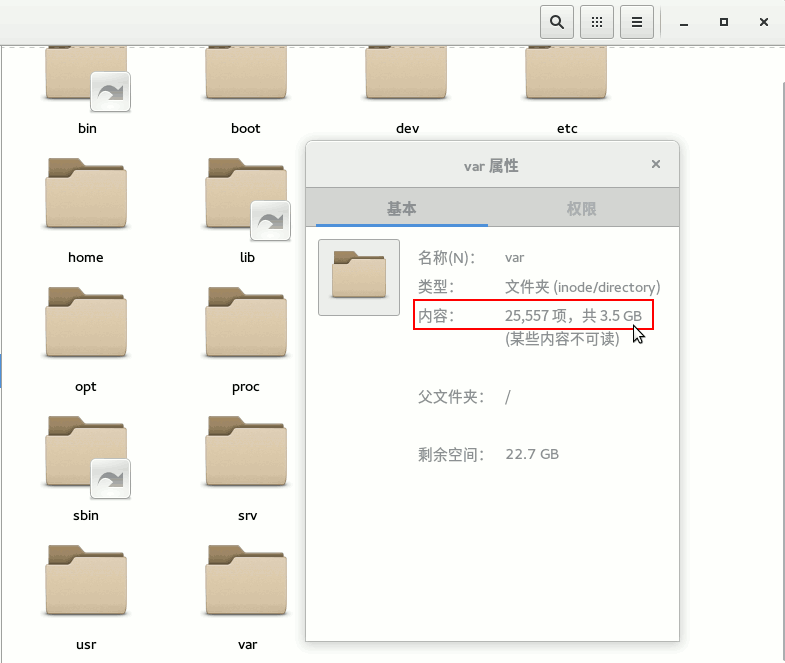 bin
boot
dev
etc
home
lib
opt
proc
sbin
srv
usr
var
var 属性
基本
权限
名称(N)： var
类型： 文件夹 (inode/directory)
内容： 25,557 项，共 3.5 GB
(某些内容不可读)
父文件夹： /
剩余空间： 22.7 GB